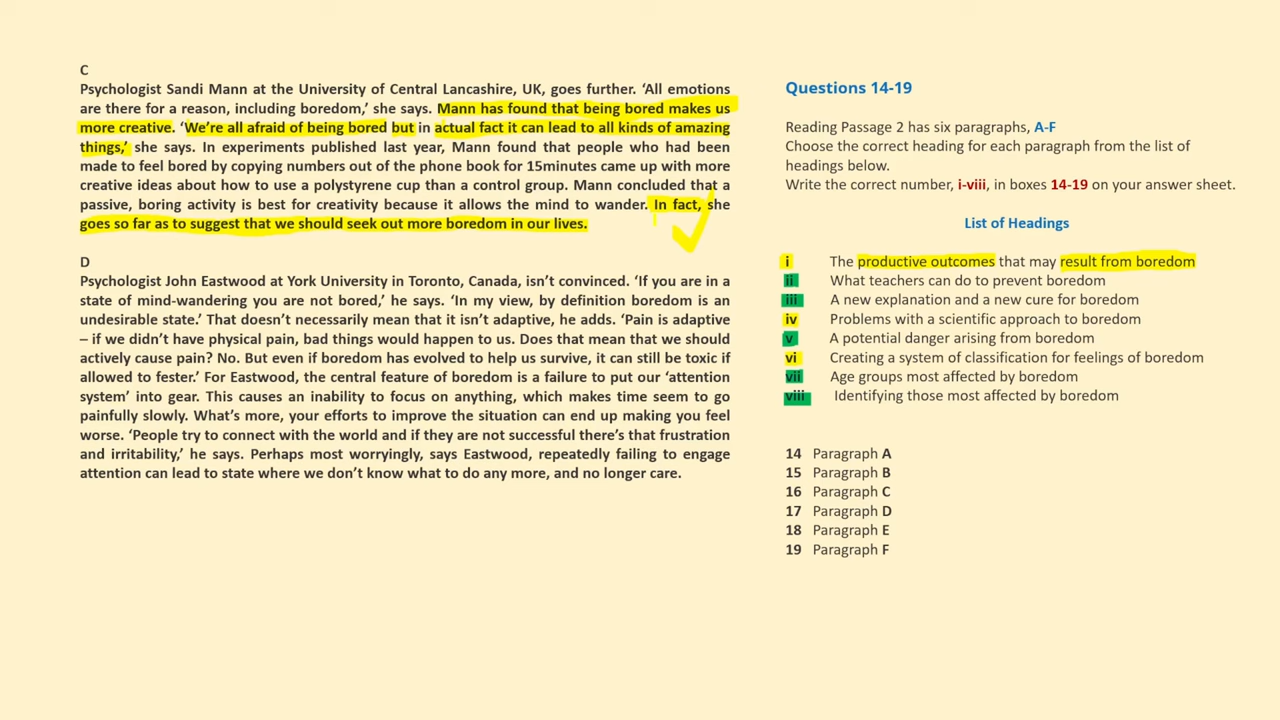 C
Psychologist Sandi Mann at the University of Central Lancashire, UK, goes further. ‘All emotions
are there for a reason, including boredom,’ she says. Mann has found that being bored makes us
more creative. ‘We’re all afraid of being bored but in actual fact it can lead to all kinds of amazing
things,’ she says. In experiments published last year, Mann found that people who had been
made to feel bored by copying numbers out of the phone book for 15minutes came up with more
creative ideas about how to use a polystyrene cup than a control group. Mann concluded that a
passive, boring activity is best for creativity because it allows the mind to wander. In fact, she
goes so far as to suggest that we should seek out more boredom in our lives.
D
Psychologist John Eastwood at York University in Toronto, Canada, isn’t convinced. ‘If you are in a
state of mind-wandering you are not bored,’ he says. ‘In my view, by definition boredom is an
undesirable state.’ That doesn’t necessarily mean that it isn’t adaptive, he adds. ‘Pain is adaptive
– if we didn’t have physical pain, bad things would happen to us. Does that mean that we should
actively cause pain? No. But even if boredom has evolved to help us survive, it can still be toxic if
allowed to fester.’ For Eastwood, the central feature of boredom is a failure to put our ‘attention
system’ into gear. This causes an inability to focus on anything, which makes time seem to go
painfully slowly. What’s more, your efforts to improve the situation can end up making you feel
worse. ‘People try to connect with the world and if they are not successful there’s that frustration
and irritability,’ he says. Perhaps most worryingly, says Eastwood, repeatedly failing to engage
attention can lead to state where we don’t know what to do any more, and no longer care.
Questions 14-19
Reading Passage 2 has six paragraphs, A-F
Choose the correct heading for each paragraph from the list of
headings below.
Write the correct number, i-viii, in boxes 14-19 on your answer sheet.
List of Headings
i The productive outcomes that may result from boredom
ii What teachers can do to prevent boredom
iii A new explanation and a new cure for boredom
iv Problems with a scientific approach to boredom
v A potential danger arising from boredom
vi Creating a system of classification for feelings of boredom
vii Age groups most affected by boredom
viii Identifying those most affected by boredom
14 Paragraph A
15 Paragraph B
16 Paragraph C
17 Paragraph D
18 Paragraph E
19 Paragraph F